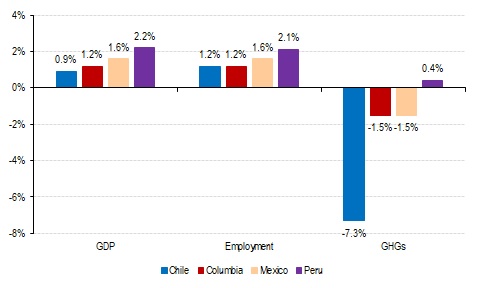 4%
2%
0%
-2%
-4%
-6%
-8%
0.9% 1.2% 1.6% 2.2%
1.2% 1.2% 1.6% 2.1%
-7.3% -1.5% -1.5% 0.4%
GDP Employment GHGs
Chile Columbia Mexico Peru